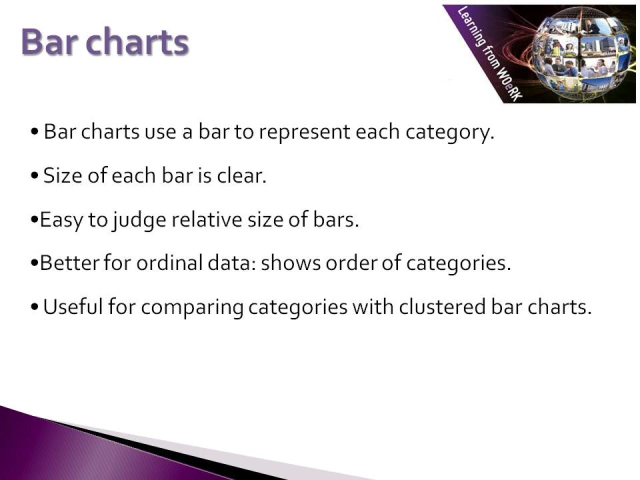 Bar charts
Learning from WOeRK
• Bar charts use a bar to represent each category.
• Size of each bar is clear.
•Easy to judge relative size of bars.
•Better for ordinal data: shows order of categories.
• Useful for comparing categories with clustered bar charts.